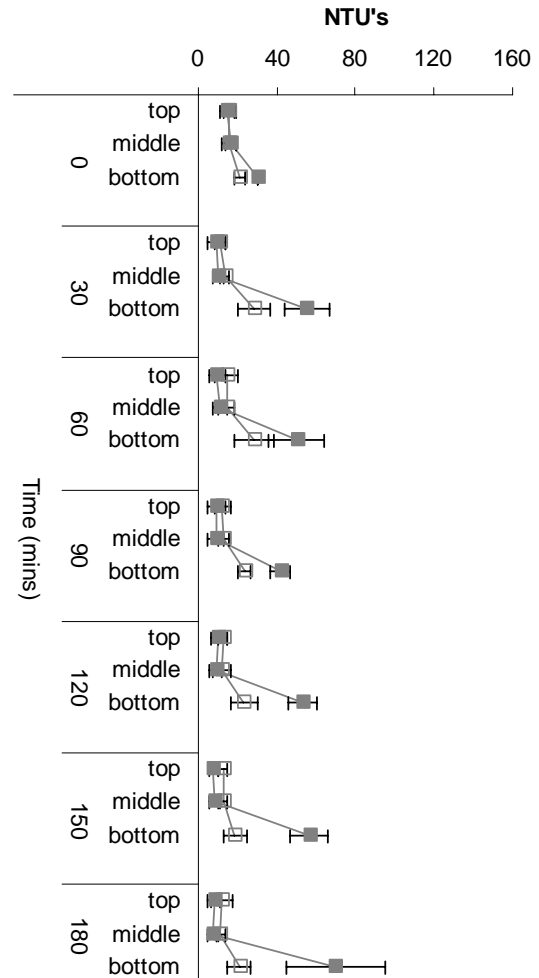 NTU's
0 40 80 120 160
top
middle
bottom
0
top
middle
bottom
30
top
middle
bottom
60
top
middle
bottom
90
top
middle
bottom
120
top
middle
bottom
150
top
middle
bottom
180
Time (mins)